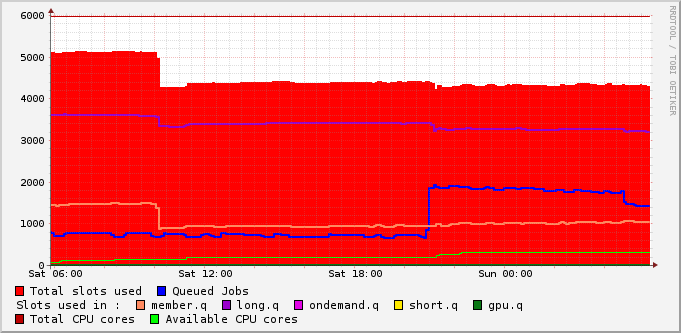 6000
5000
4000
3000
2000
1000
0
Sat 06:00 Sat 12:00 Sat 18:00 Sun 00:00
Total slots used Queued Jobs
Slots used in : member.q long.q ondemand.q short.q gpu.q
Total CPU cores Available CPU cores
RRDTOOL / TOBI OETIKER